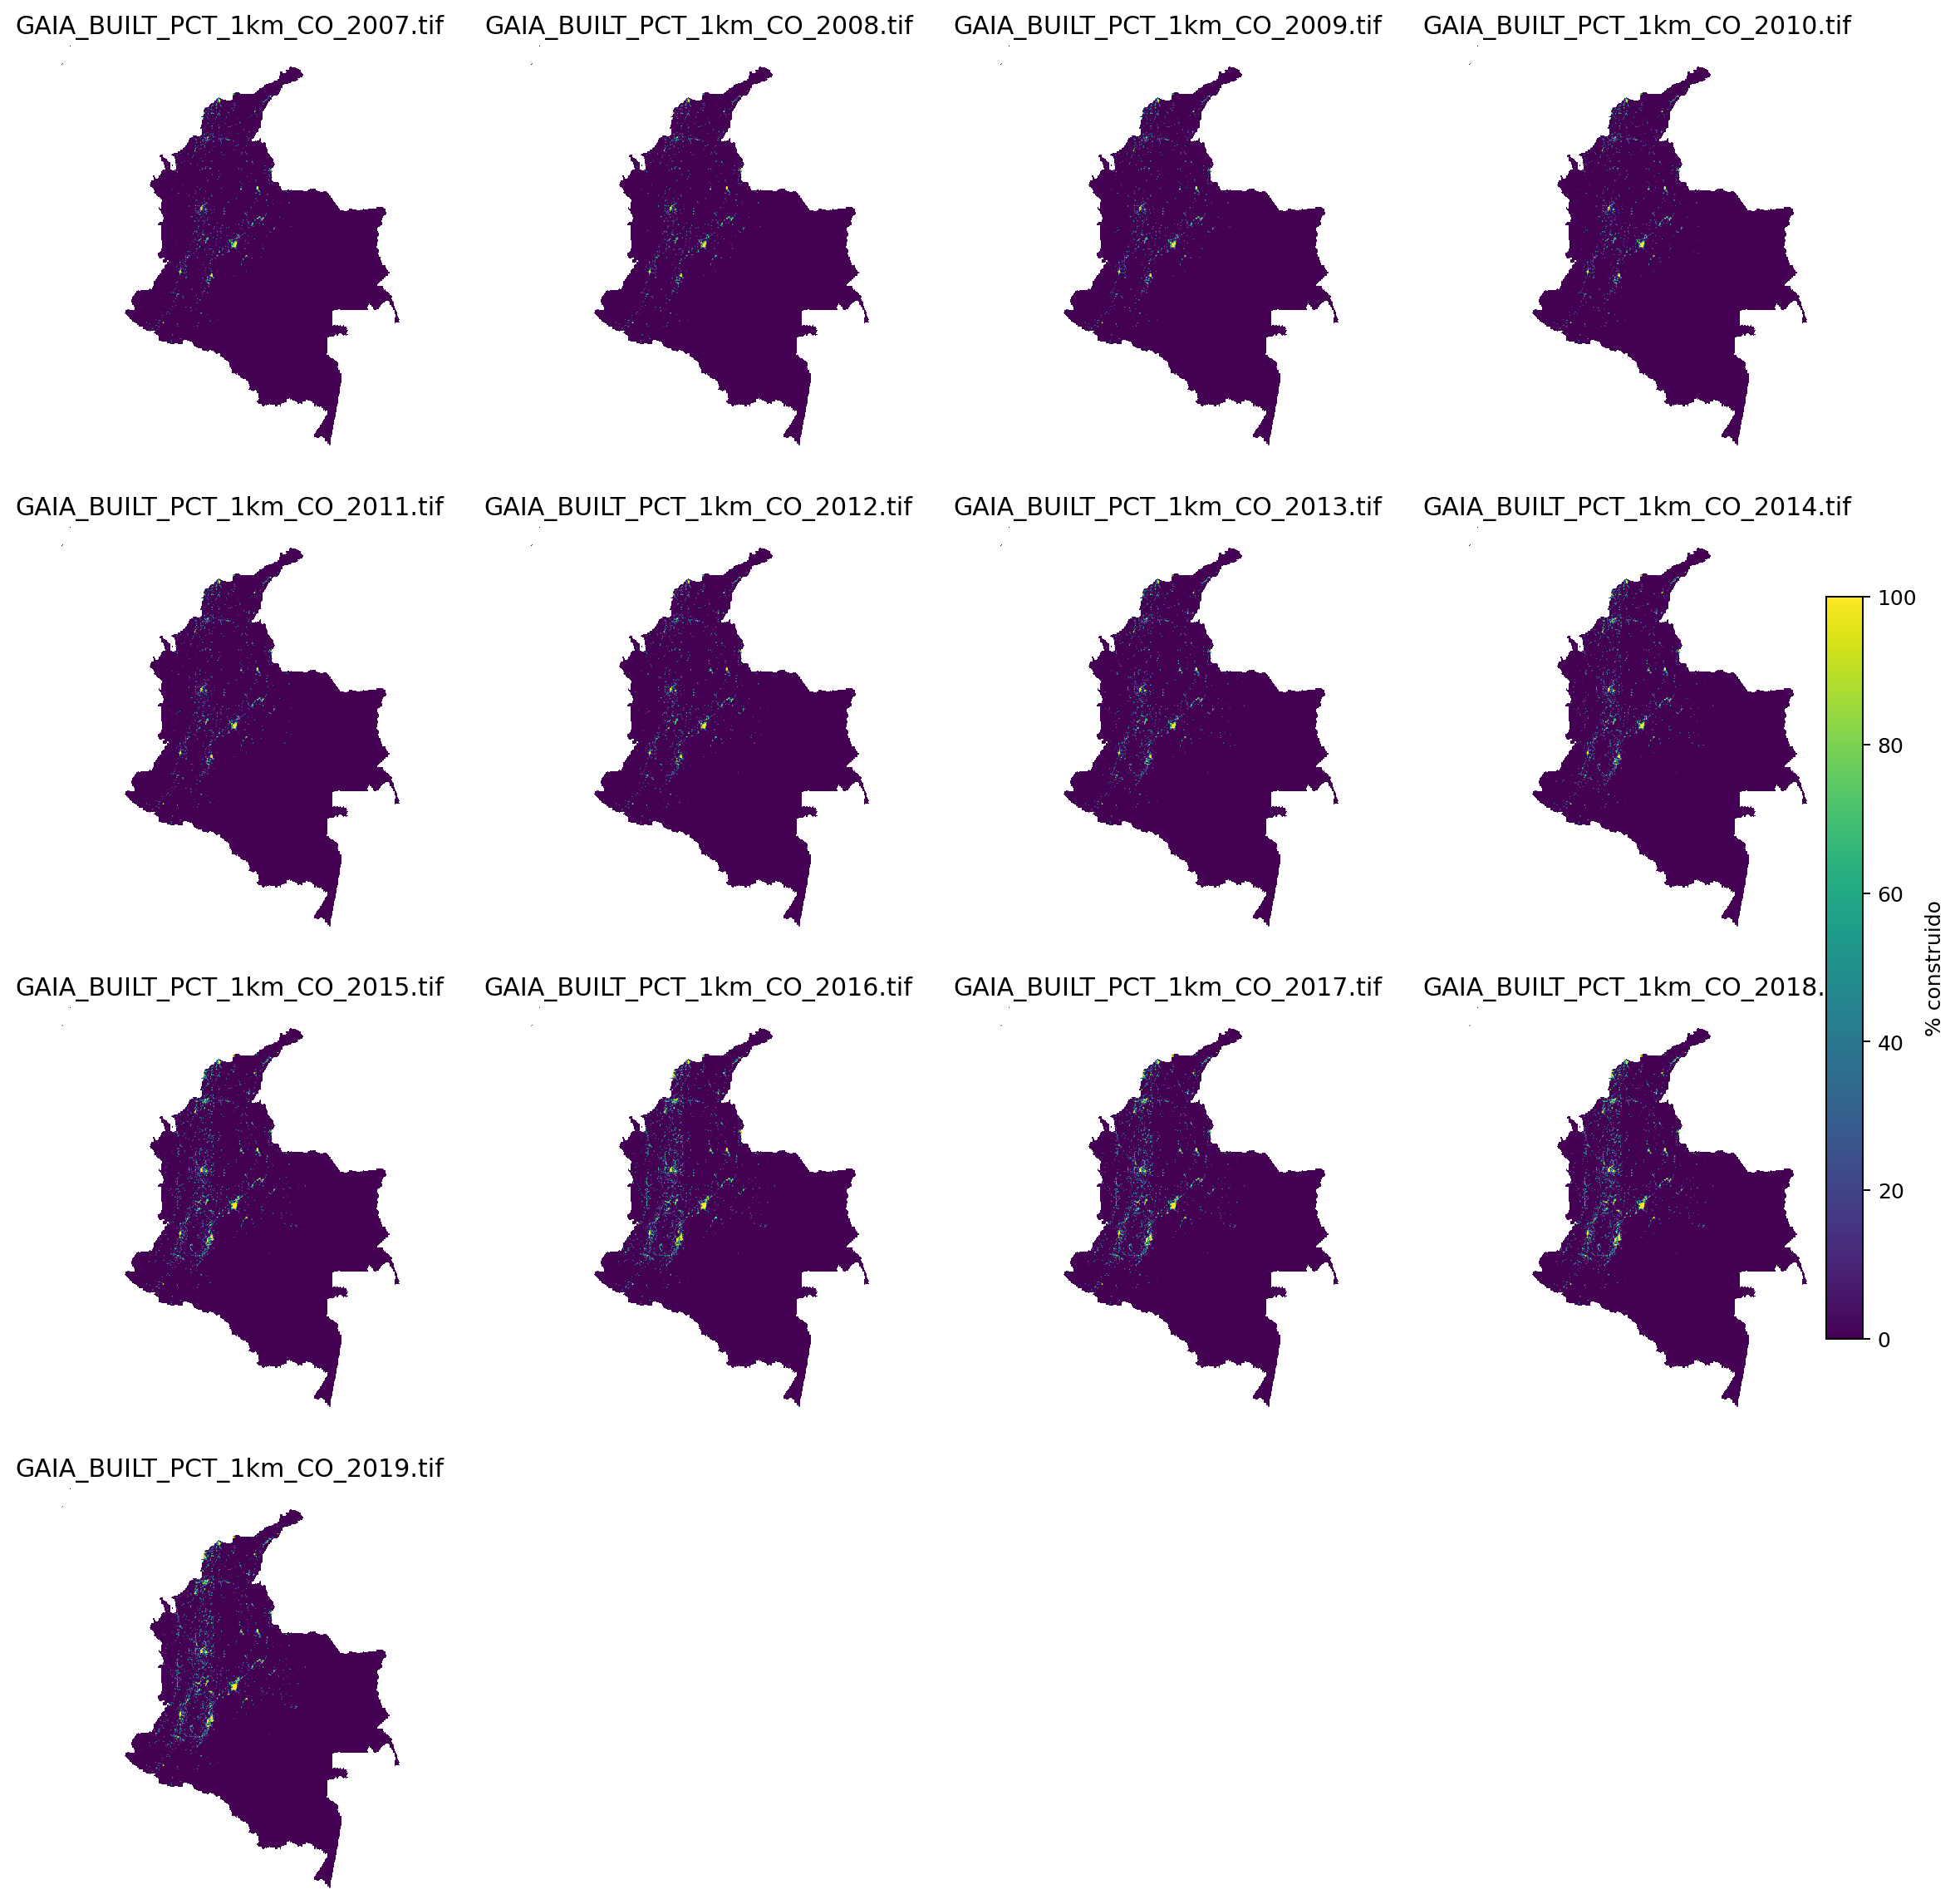 GAIA_BUILT_PCT_1km_CO_2007.tif
GAIA_BUILT_PCT_1km_CO_2008.tif
GAIA_BUILT_PCT_1km_CO_2009.tif
GAIA_BUILT_PCT_1km_CO_2010.tif
GAIA_BUILT_PCT_1km_CO_2011.tif
GAIA_BUILT_PCT_1km_CO_2012.tif
GAIA_BUILT_PCT_1km_CO_2013.tif
GAIA_BUILT_PCT_1km_CO_2014.tif
GAIA_BUILT_PCT_1km_CO_2015.tif
GAIA_BUILT_PCT_1km_CO_2016.tif
GAIA_BUILT_PCT_1km_CO_2017.tif
GAIA_BUILT_PCT_1km_CO_2018.
GAIA_BUILT_PCT_1km_CO_2019.tif
100
80
60
40
20
0
% construido